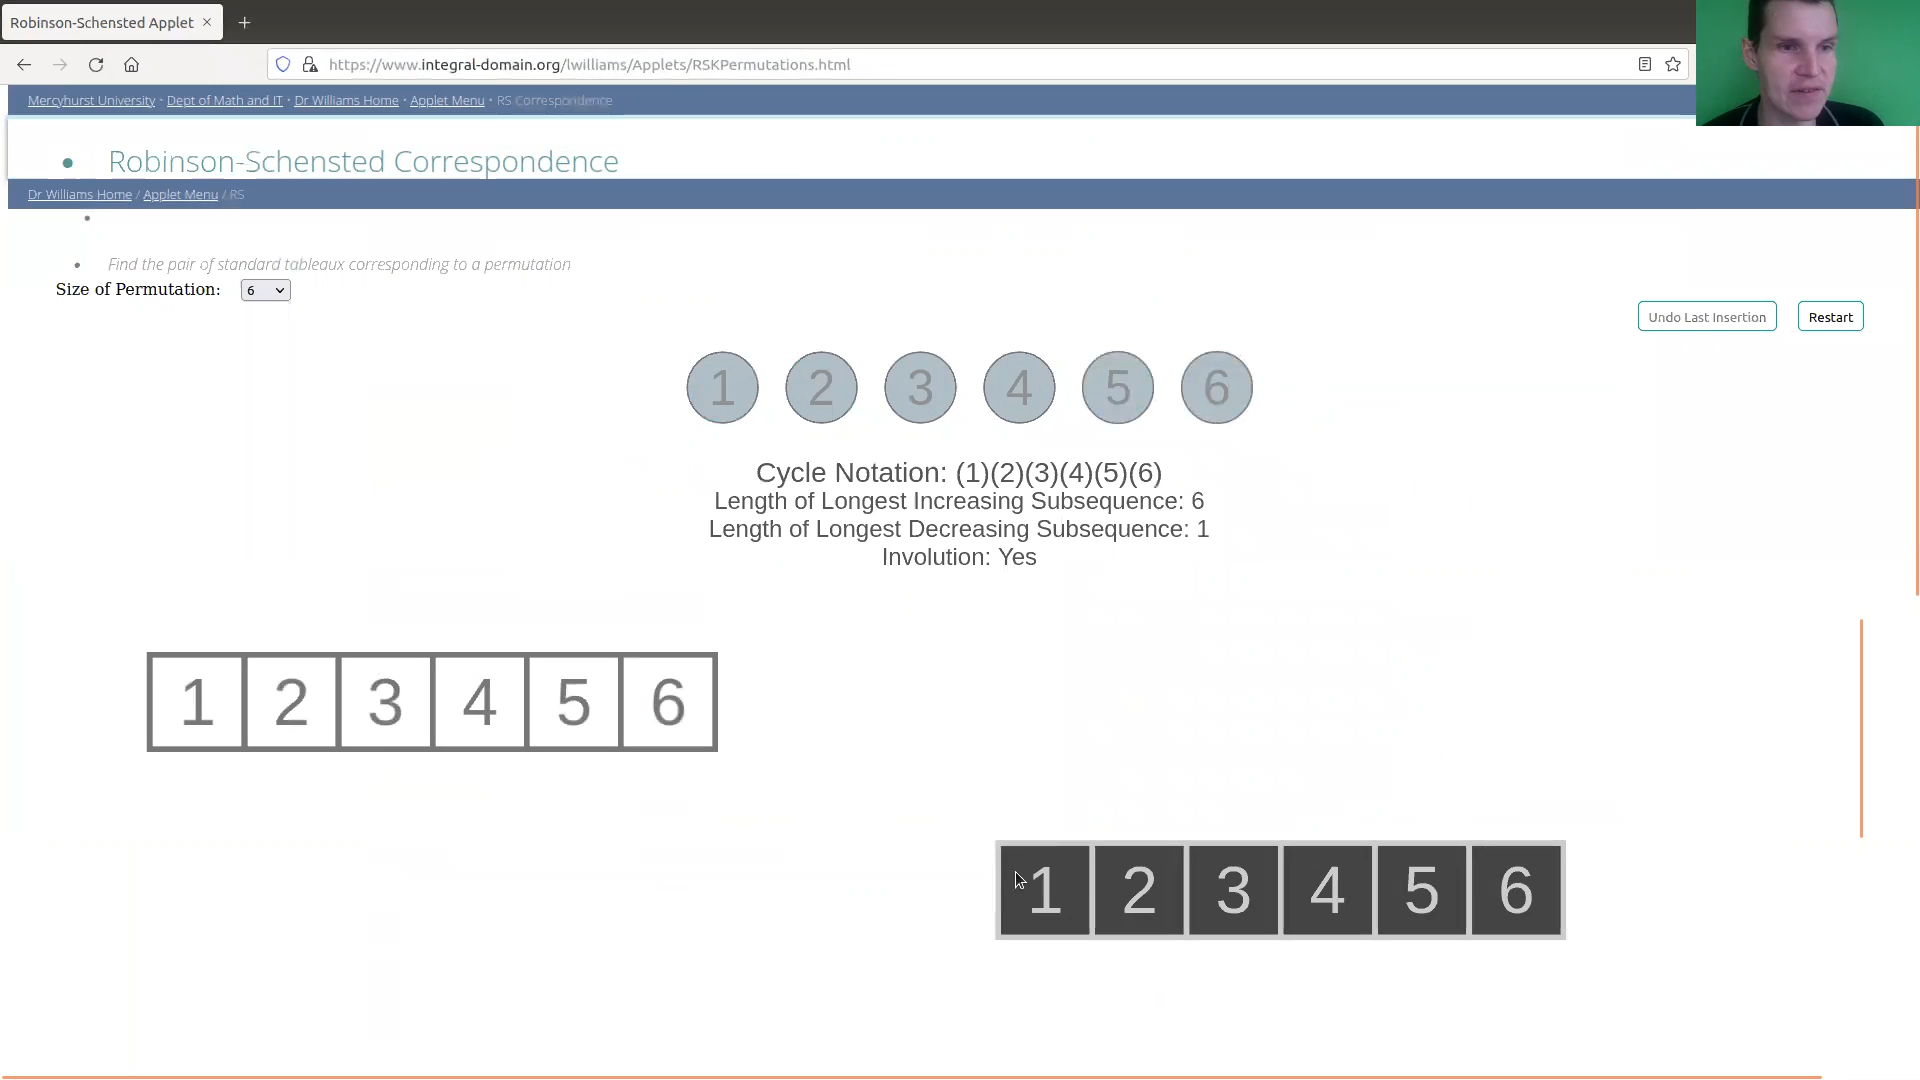 Robinson-Schensted Applet × +
https://www.integral-domain.org/lwilliams/Applets/RSKPermutations.html
Mercyhurst University · Dept of Math and IT · Dr Williams Home · Applet Menu · RS Correspondence
• Robinson-Schensted Correspondence
Dr Williams Home / Applet Menu / RS
• Find the pair of standard tableaux corresponding to a permutation
Size of Permutation: 6
Undo Last Insertion Restart
1 2 3 4 5 6
Cycle Notation: (1)(2)(3)(4)(5)(6)
Length of Longest Increasing Subsequence: 6
Length of Longest Decreasing Subsequence: 1
Involution: Yes
1 2 3 4 5 6
1 2 3 4 5 6